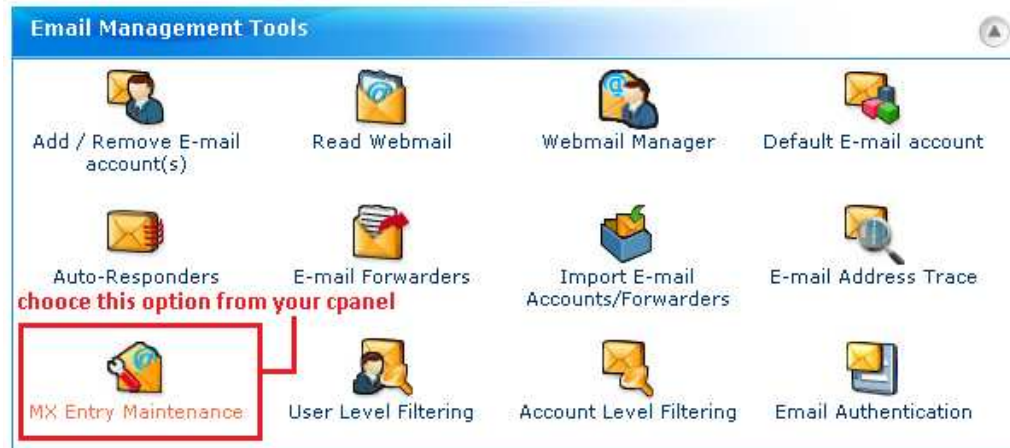 Email Management Tools
Add / Remove E-mail
account(s)
Read Webmail
Webmail Manager
Default E-mail account
Auto-Responders
E-mail Forwarders
Import E-mail
Accounts/Forwarders
E-mail Address Trace
chooce this option from your cpanel
MX Entry Maintenance
User Level Filtering
Account Level Filtering
Email Authentication